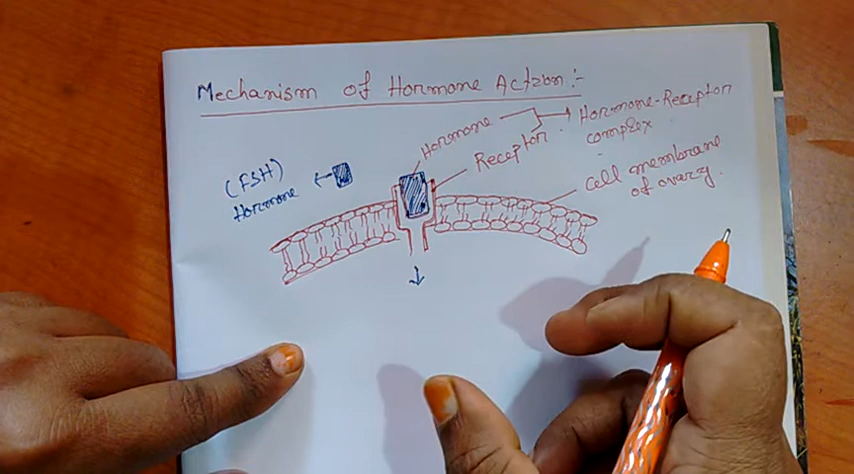 Mechanism of Hormone Action:-
Hormone
Hormone-Receptor
complex
Receptor
(FSH)
Hormone
cell membrane
of ovary.